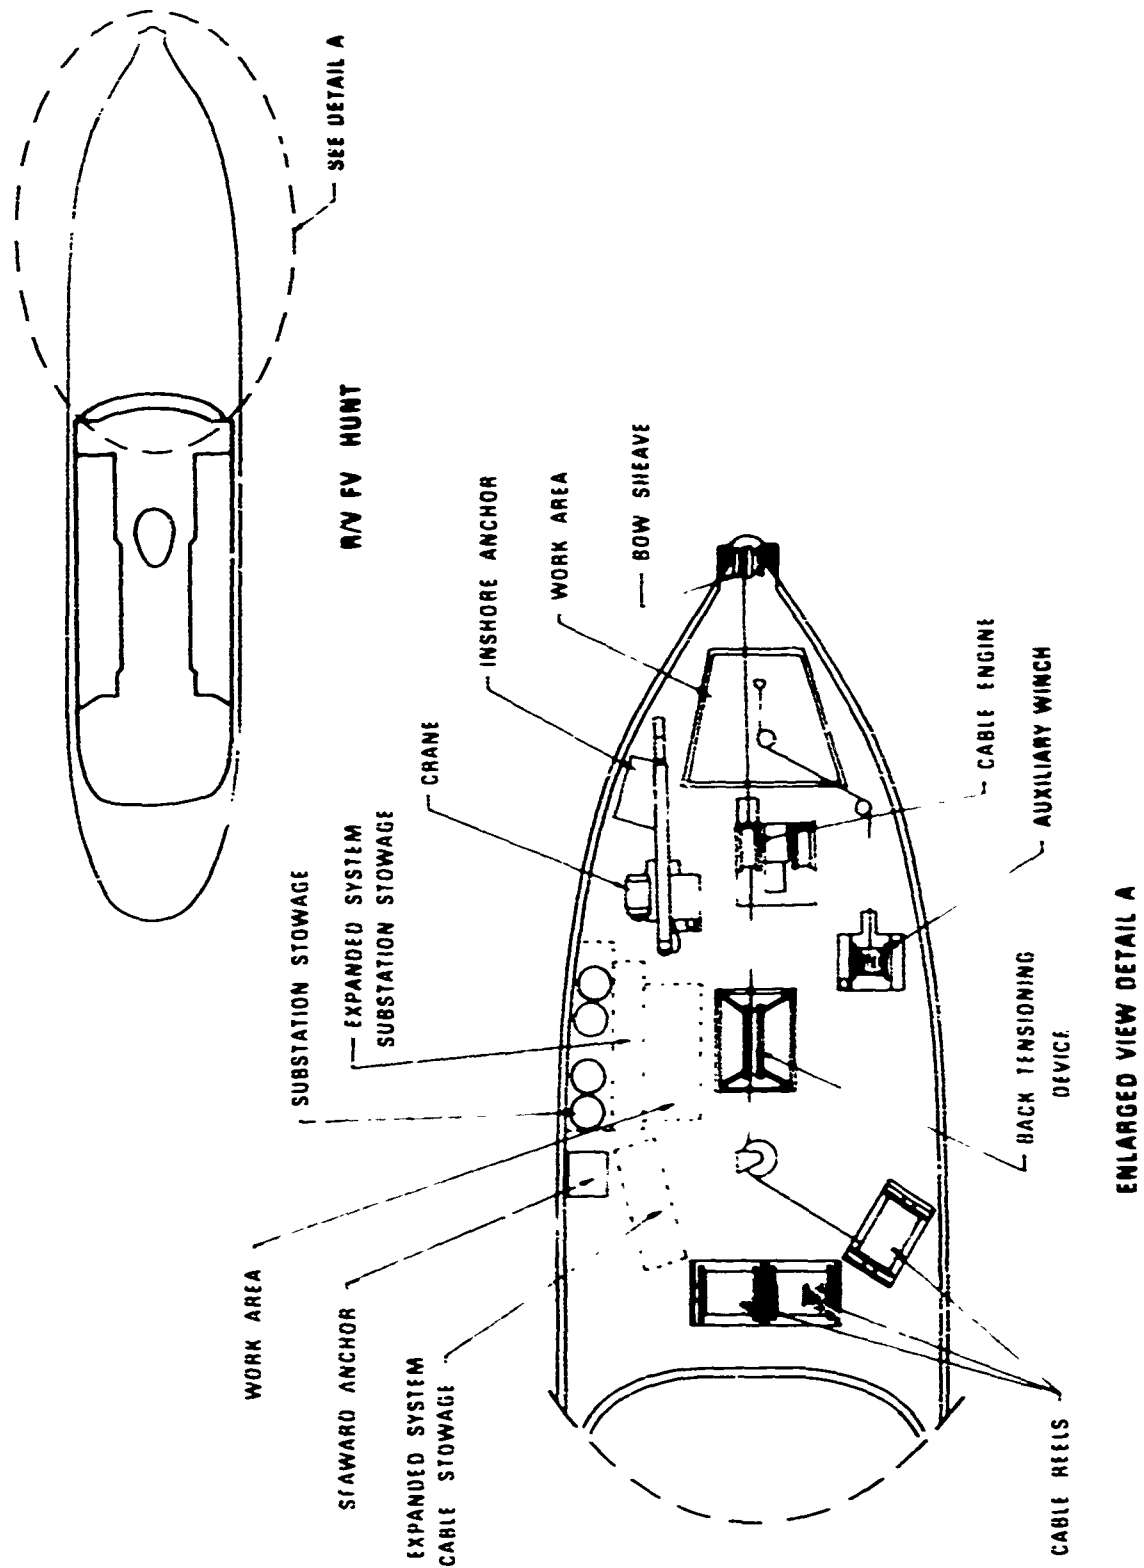 SEE DETAIL A
R/V FV HUNT
SUBSTATION STOWAGE
EXPANDED SYSTEM
SUBSTATION STOWAGE
CRANE
INSHORE ANCHOR
WORK AREA
BOW SHEAVE
WORK AREA
SEAWARD ANCHOR
EXPANDED SYSTEM
CABLE STOWAGE
CABLE REELS
BACK TENSIONING
DEVICE
AUXILIARY WINCH
CABLE ENGINE
ENLARGED VIEW DETAIL A